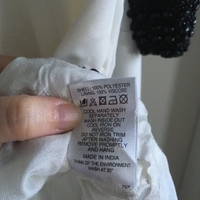 SHELL: 100% POLYESTER
LINING: 100% VISCOSE
COOL HAND WASH
SEPARATELY
WASH INSIDE OUT
COOL IRON ON
REVERSE
DO NOT IRON TRIM
AFTER WASHING
REMOVE PROMPTLY
AND HANG
MADE IN INDIA
THINK OF THE ENVIRONMENT
WASH AT 30°